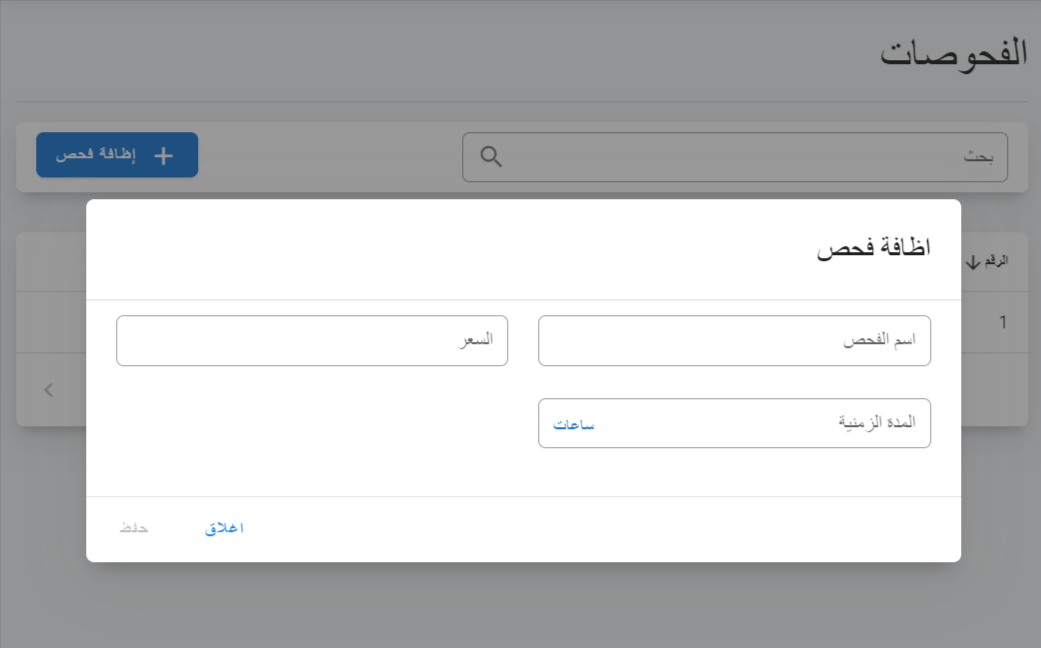 الفحوصات
بحث
إظافة فحص
الرقم
1
اظافة فحص
اسم الفحص
السعر
المدة الزمنية
ساعات
اغلاق
حفظ